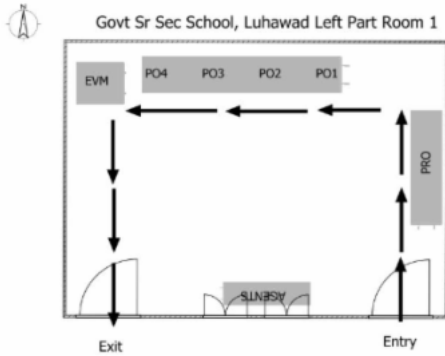 Govt Sr Sec School, Luhawad Left Part Room 1
EVM
PO4
PO3
PO2
PO1
PRO
AGENTS
Exit
Entry